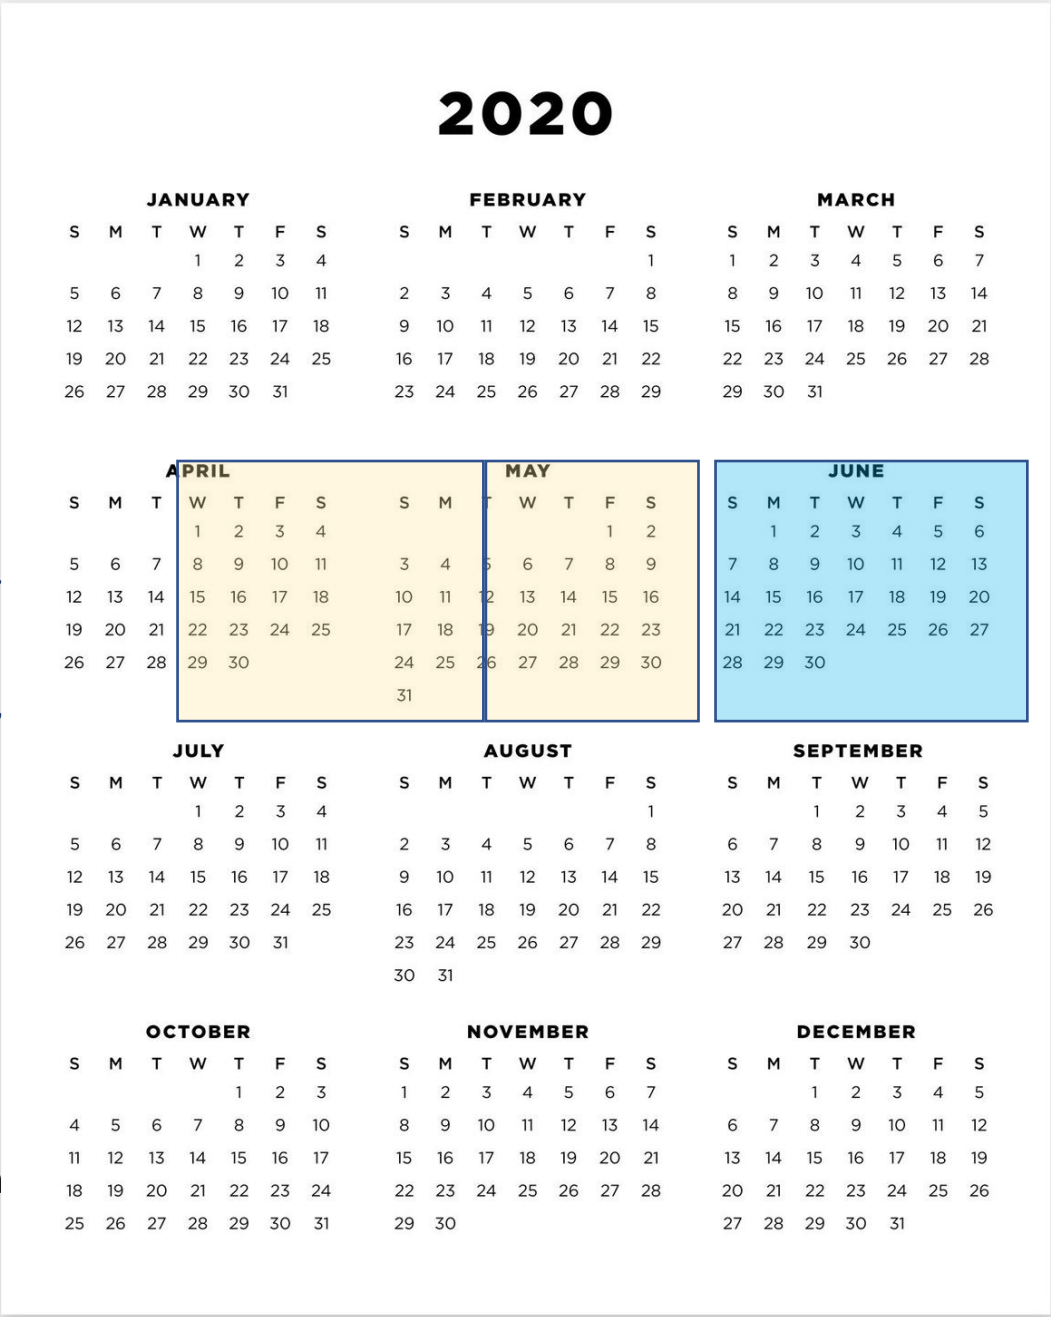 2020
JANUARY FEBRUARY MARCH
S M T W T F S S M T W T F S S M T W T F S
1 2 3 4 1 1 2 3 4 5 6 7
5 6 7 8 9 10 11 2 3 4 5 6 7 8 8 9 10 11 12 13 14
12 13 14 15 16 17 18 9 10 11 12 13 14 15 15 16 17 18 19 20 21
19 20 21 22 23 24 25 16 17 18 19 20 21 22 22 23 24 25 26 27 28
26 27 28 29 30 31 23 24 25 26 27 28 29 29 30 31
APRIL MAY JUNE
S M T W T F S S M T W T F S S M T W T F S
1 2 3 4 1 2 1 2 3 4 5 6
5 6 7 8 9 10 11 3 4 5 6 7 8 9 7 8 9 10 11 12 13
12 13 14 15 16 17 18 10 11 12 13 14 15 16 14 15 16 17 18 19 20
19 20 21 22 23 24 25 17 18 19 20 21 22 23 21 22 23 24 25 26 27
26 27 28 29 30 24 25 26 27 28 29 30 28 29 30
31
JULY AUGUST SEPTEMBER
S M T W T F S S M T W T F S S M T W T F S
1 2 3 4 1 1 2 3 4 5
5 6 7 8 9 10 11 2 3 4 5 6 7 8 6 7 8 9 10 11 12
12 13 14 15 16 17 18 9 10 11 12 13 14 15 13 14 15 16 17 18 19
19 20 21 22 23 24 25 16 17 18 19 20 21 22 20 21 22 23 24 25 26
26 27 28 29 30 31 23 24 25 26 27 28 29 27 28 29 30
30 31
OCTOBER NOVEMBER DECEMBER
S M T W T F S S M T W T F S S M T W T F S
1 2 3 1 2 3 4 5 6 7 1 2 3 4 5
4 5 6 7 8 9 10 8 9 10 11 12 13 14 6 7 8 9 10 11 12
11 12 13 14 15 16 17 15 16 17 18 19 20 21 13 14 15 16 17 18 19
18 19 20 21 22 23 24 22 23 24 25 26 27 28 20 21 22 23 24 25 26
25 26 27 28 29 30 31 29 30 27 28 29 30 31